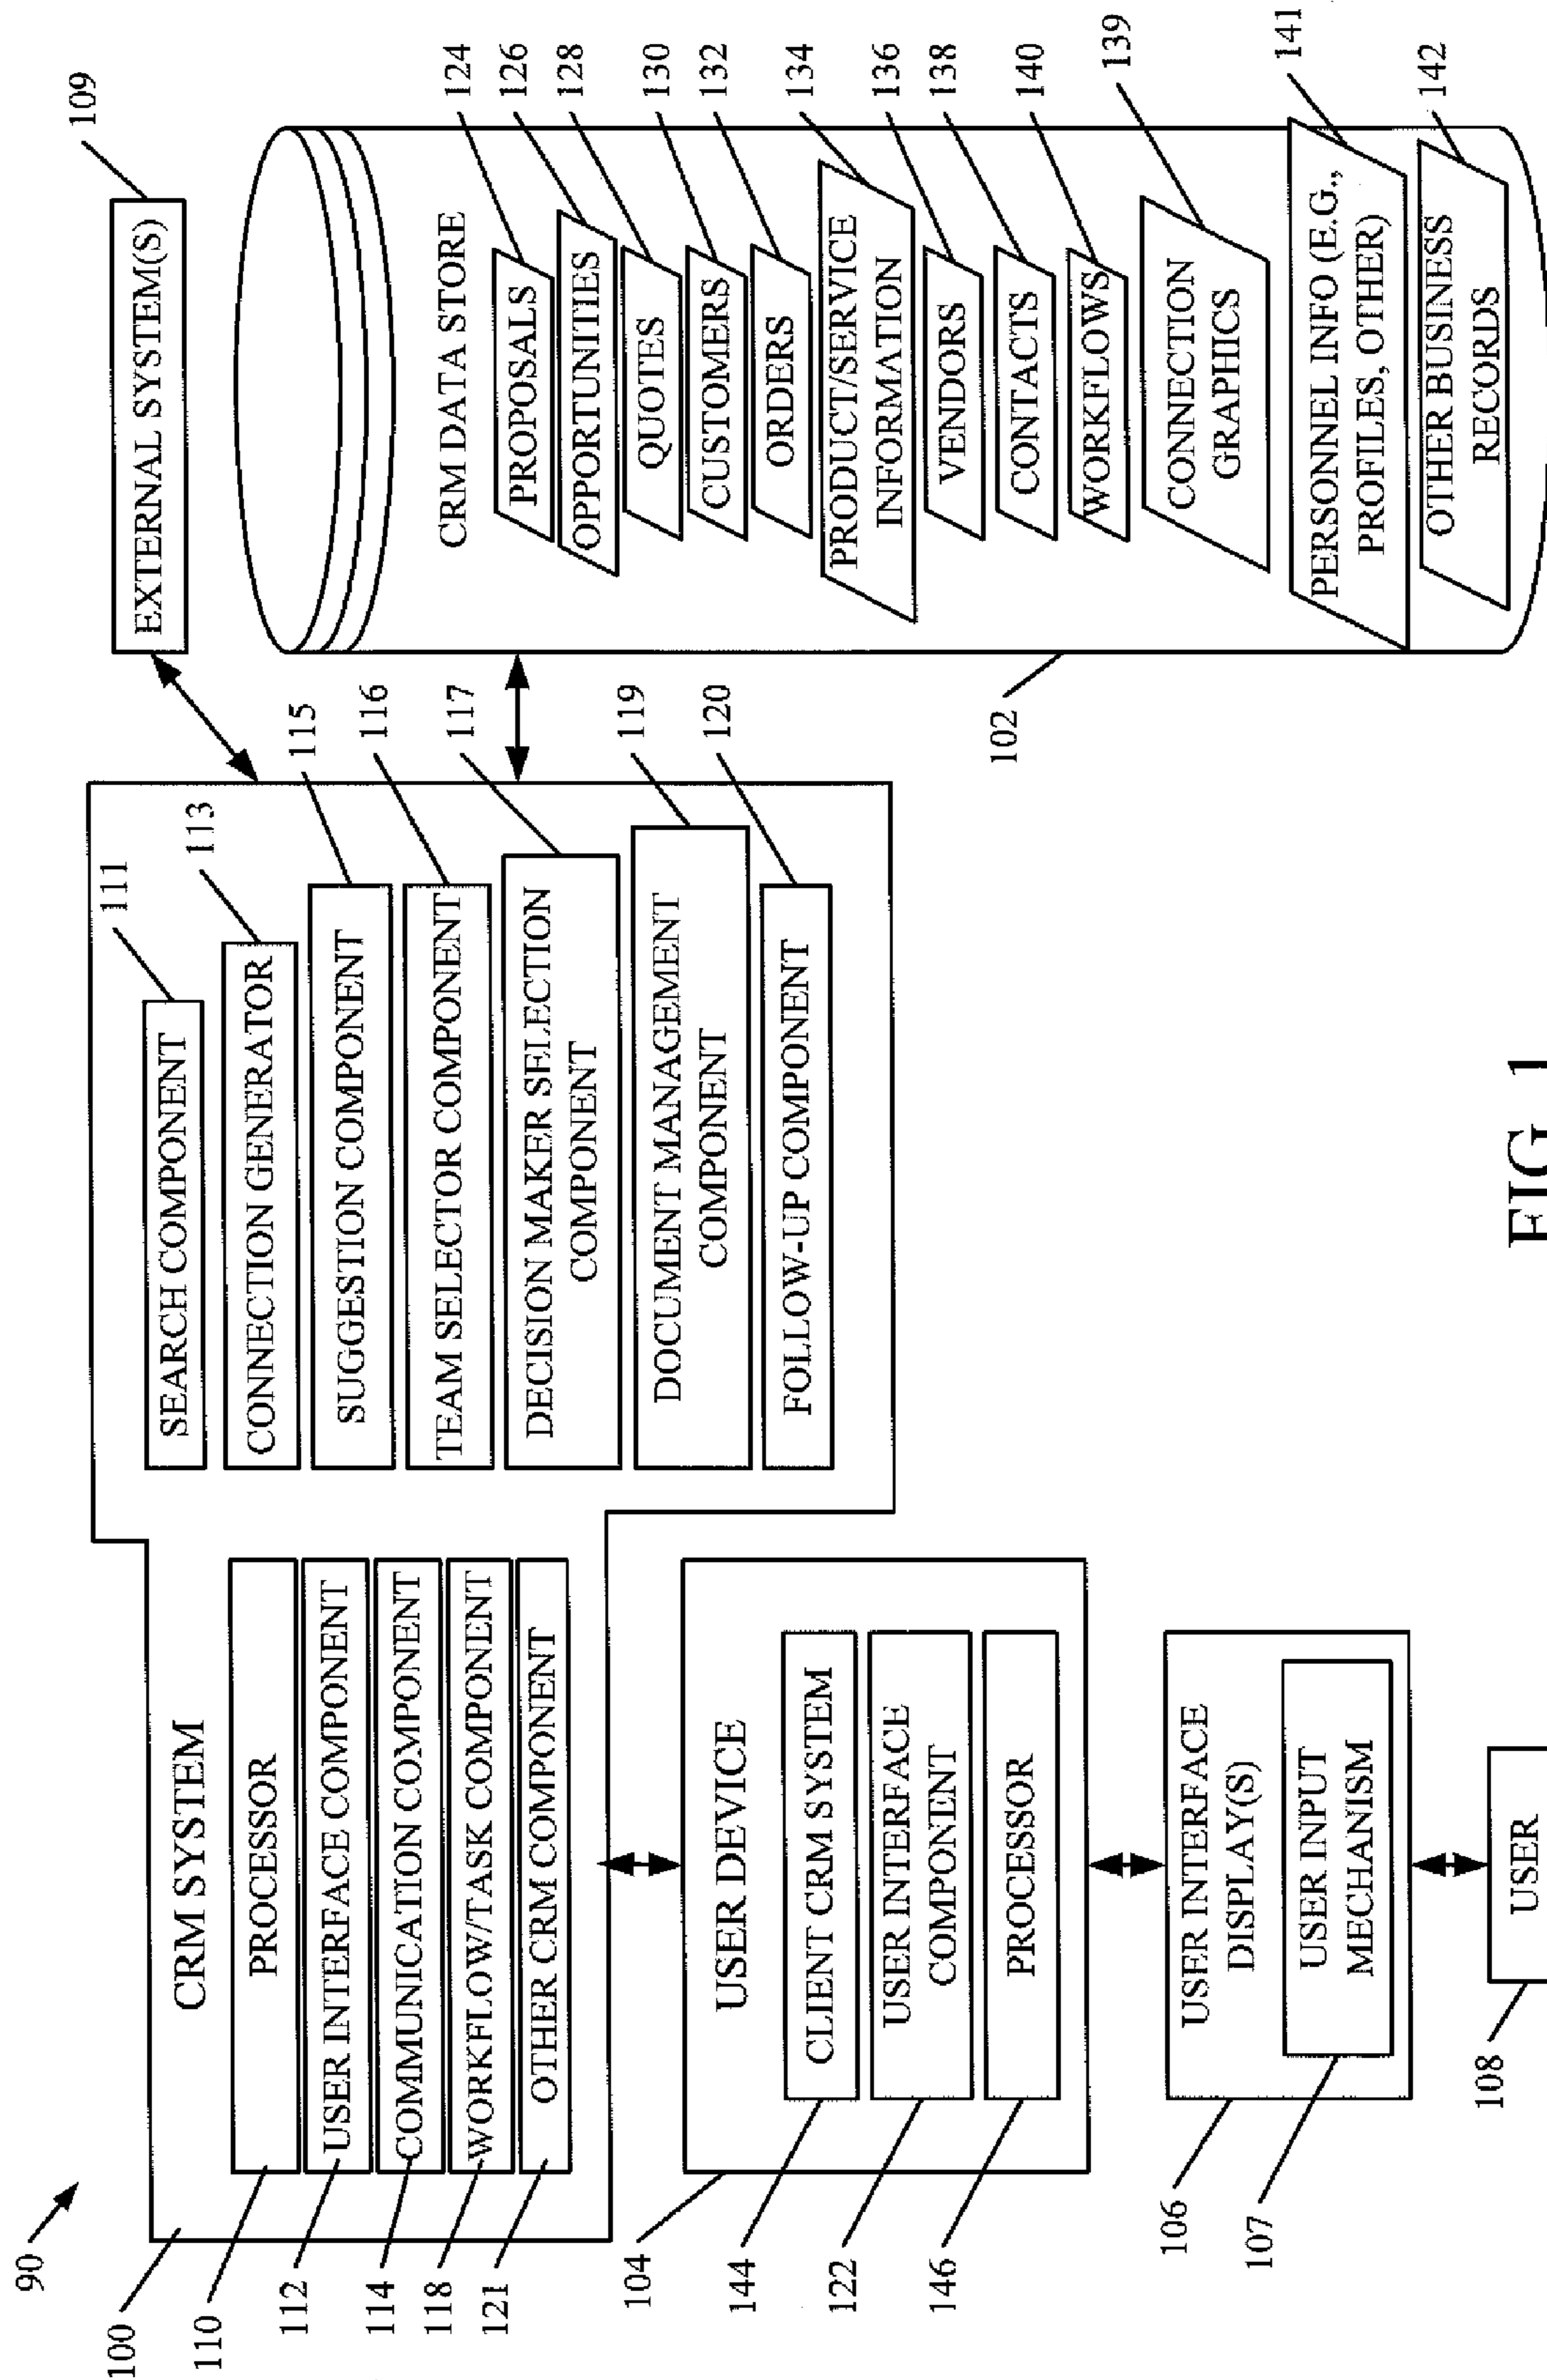 90
100
CRM SYSTEM
110
PROCESSOR
112
USER INTERFACE COMPONENT
114
COMMUNICATION COMPONENT
118
WORKFLOW/TASK COMPONENT
121
OTHER CRM COMPONENT
111
SEARCH COMPONENT
113
CONNECTION GENERATOR
115
SUGGESTION COMPONENT
116
TEAM SELECTOR COMPONENT
117
DECISION MAKER SELECTION
COMPONENT
119
DOCUMENT MANAGEMENT
COMPONENT
120
FOLLOW-UP COMPONENT
109
EXTERNAL SYSTEM(S)
102
CRM DATA STORE
PROPOSALS
124
OPPORTUNITIES
126
QUOTES
128
CUSTOMERS
130
ORDERS
132
PRODUCT/SERVICE
INFORMATION
134
VENDORS
136
CONTACTS
138
WORKFLOWS
140
CONNECTION
GRAPHICS
139
PERSONNEL INFO (E.G.,
PROFILES, OTHER)
141
OTHER BUSINESS
RECORDS
142
104
USER DEVICE
144
CLIENT CRM SYSTEM
122
USER INTERFACE
COMPONENT
146
PROCESSOR
106
USER INTERFACE
DISPLAY(S)
107
USER INPUT
MECHANISM
108
USER
FIG. 1